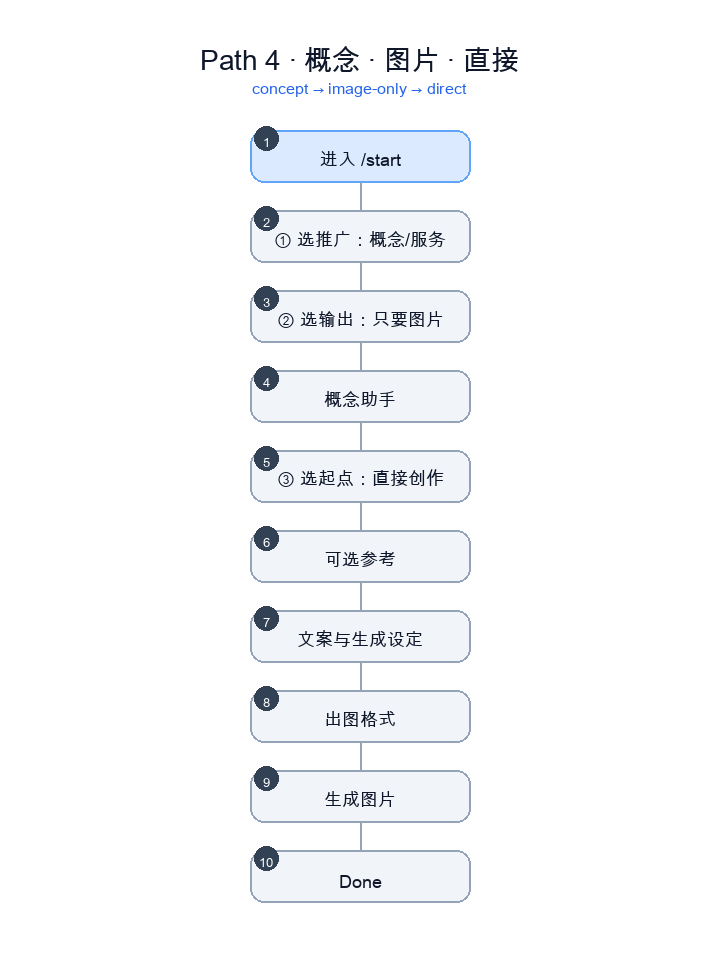 Path 4 · 概念 · 图片 · 直接
concept → image-only → direct
1
进入 /start
2
① 选推广：概念/服务
3
② 选输出：只要图片
4
概念助手
5
③ 选起点：直接创作
6
可选参考
7
文案与生成设定
8
出图格式
9
生成图片
10
Done